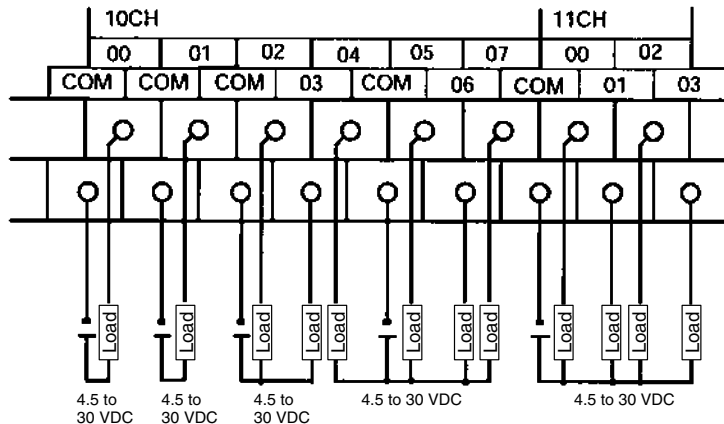 10CH 11CH
00 01 02 04 05 07 00 02
COM COM COM 03 COM 06 COM 01 03
Load Load Load Load Load Load Load Load Load Load Load Load
4.5 to 4.5 to 4.5 to 4.5 to 30 VDC 4.5 to 30 VDC
30 VDC 30 VDC 30 VDC